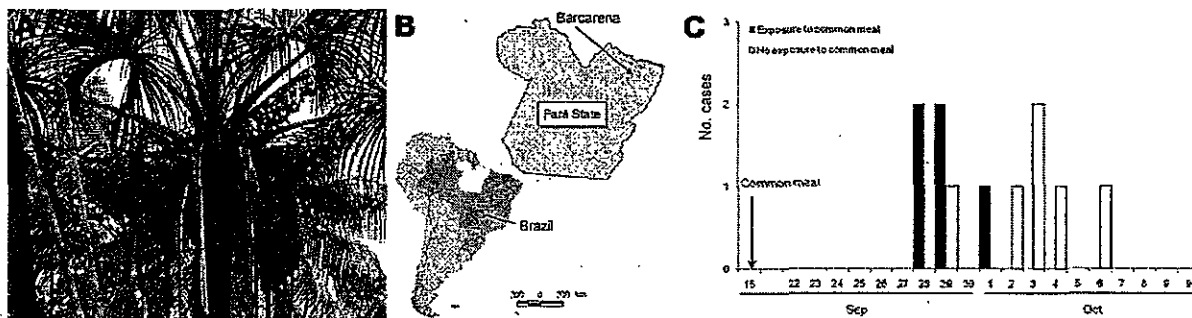 A
B
Barcarena
Pará State
Brazil
C
Exposure to common meal
No exposure to common meal
No. cases
3
2
1
0
Common meal
15 22 23 24 25 26 27 28 29 30 1 2 3 4 5 6 7 8 9 9
Sep Oct